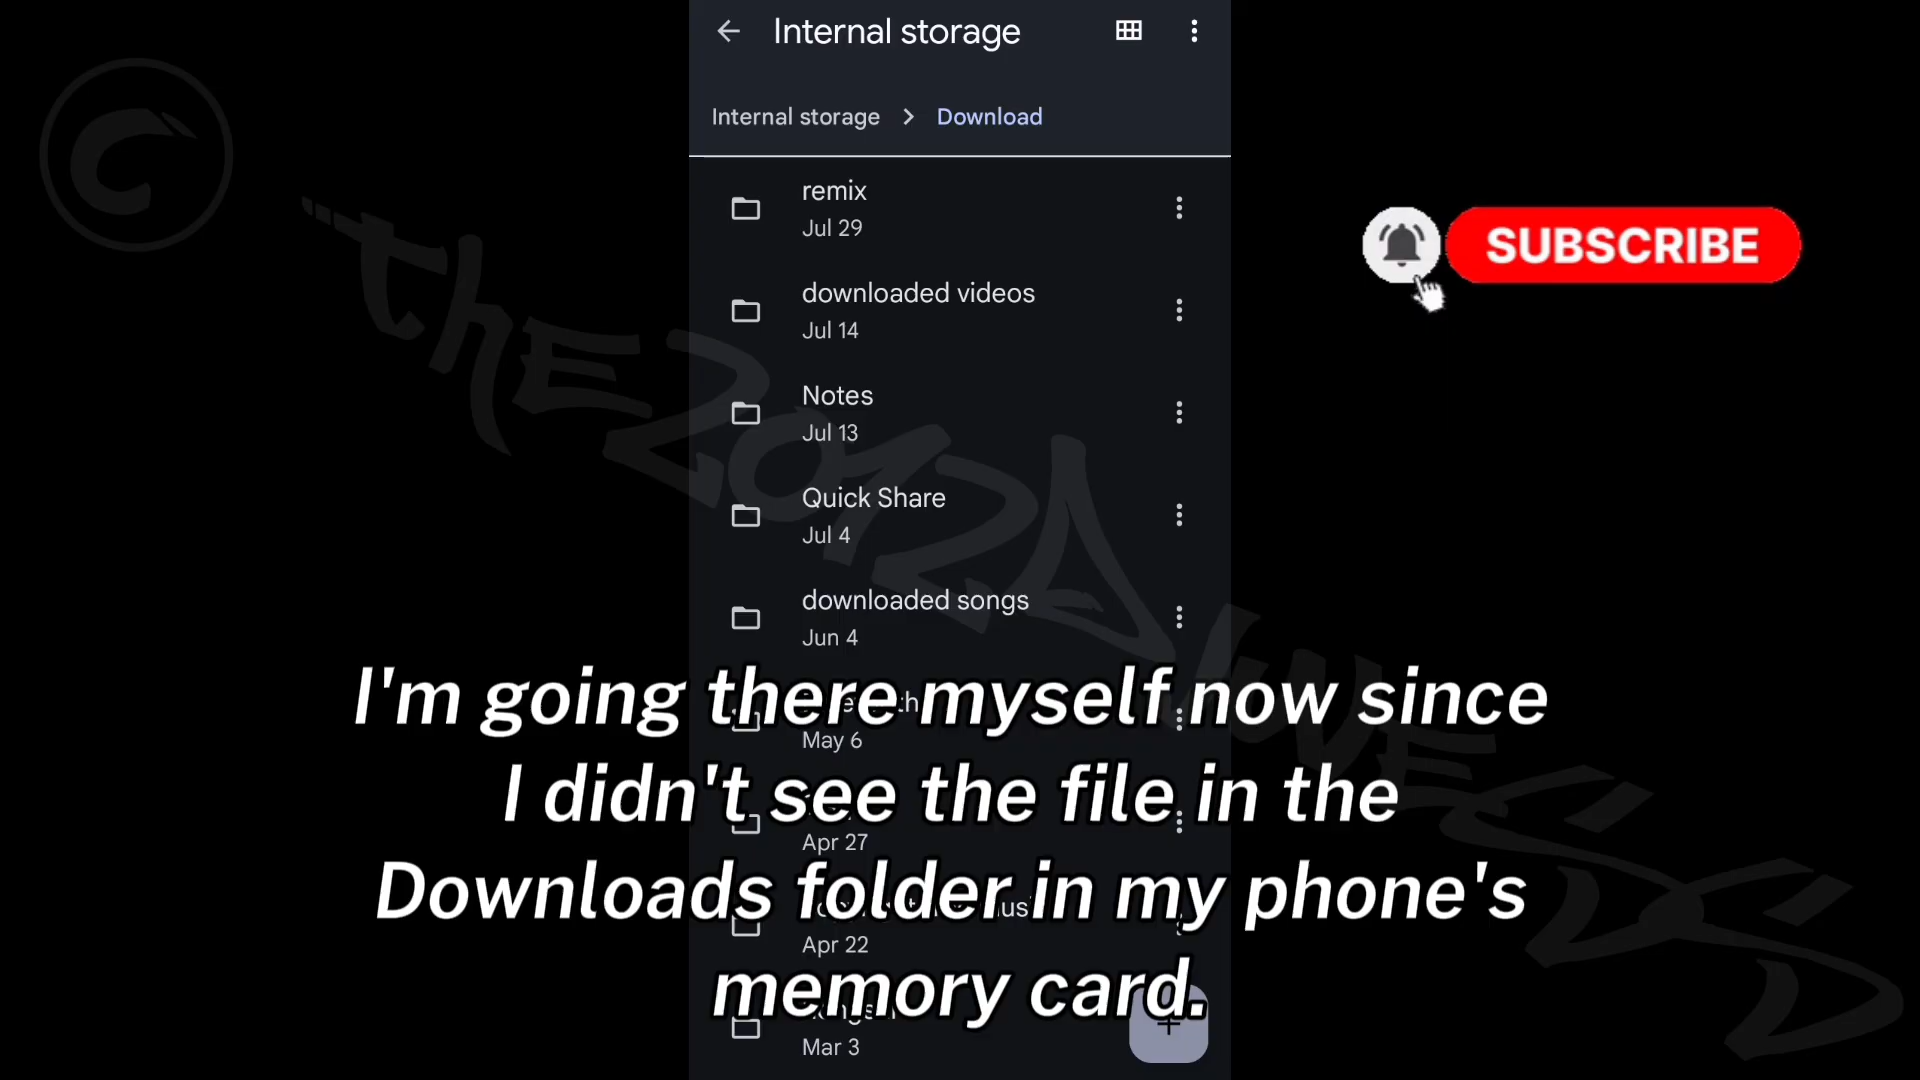 Internal storage
Internal storage > Download
remix
Jul 29
SUBSCRIBE
downloaded videos
Jul 14
Notes
Jul 13
Quick Share
Jul 4
downloaded songs
Jun 4
I'm going there myself now since
May 6
I didn't see the file in the
Apr 27
Downloads folder in my phone's
Apr 22
memory card.
Mar 3